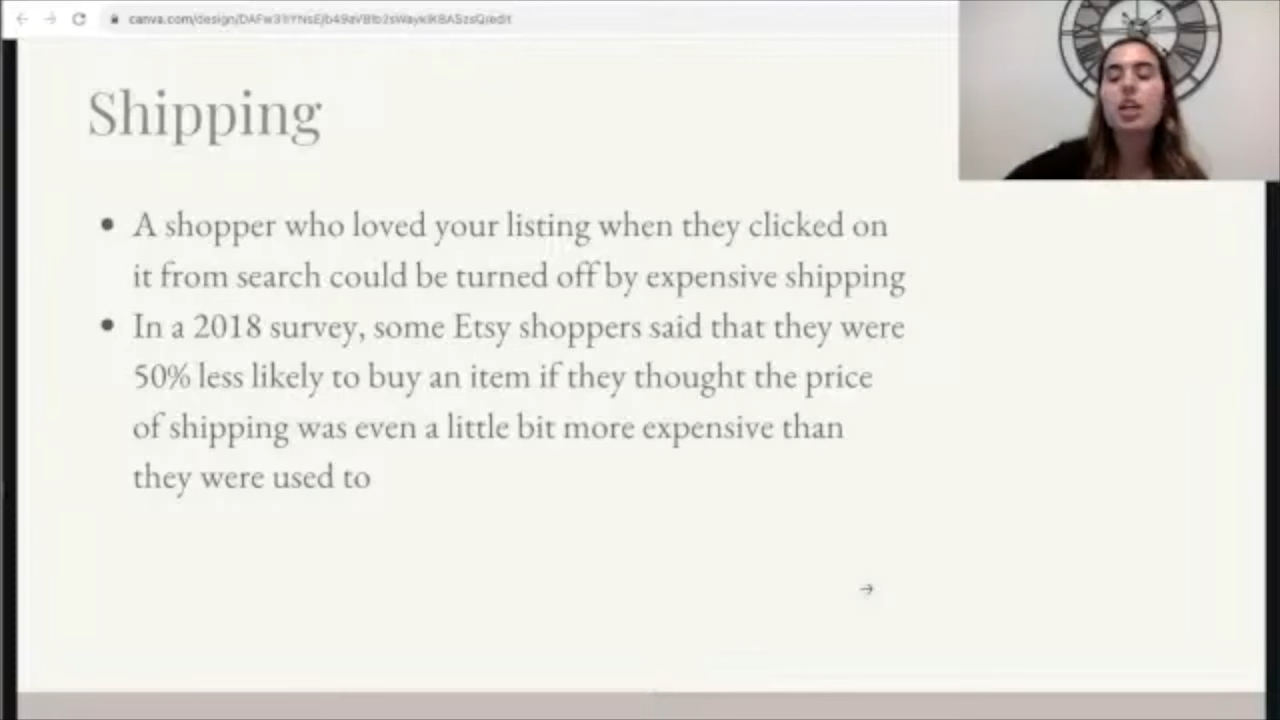 Shipping
A shopper who loved your listing when they clicked on
it from search could be turned off by expensive shipping
In a 2018 survey, some Etsy shoppers said that they were
50% less likely to buy an item if they thought the price
of shipping was even a little bit more expensive than
they were used to